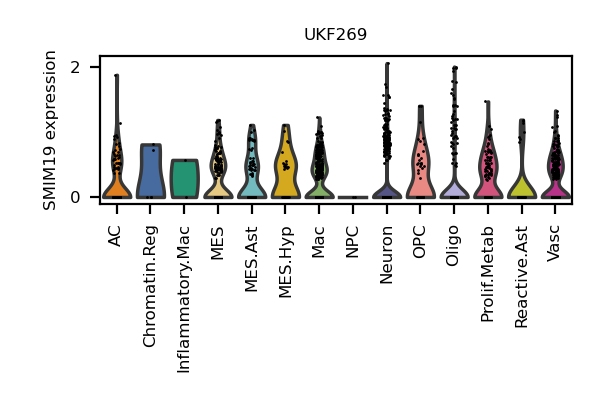 UKF269
SMIM19 expression
2
0
AC
Chromatin.Reg
Inflammatory.Mac
MES
MES.Ast
MES.Hyp
Mac
NPC
Neuron
OPC
Oligo
Prolif.Metab
Reactive.Ast
Vasc